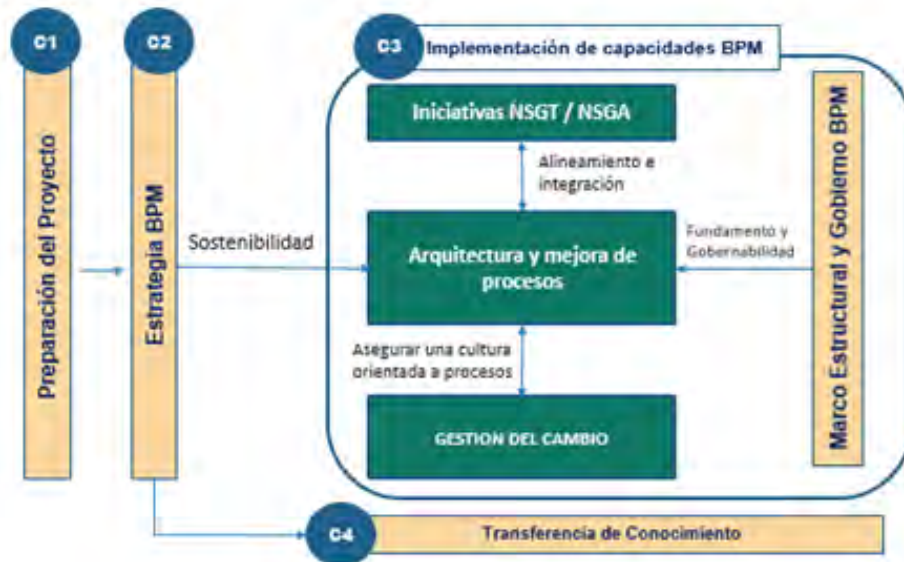 C1
Preparación del Proyecto
C2
Estrategia BPM
Sostenibilidad
C3
Implementación de capacidades BPM
Iniciativas NSGT / NSGA
Alineamiento e
integración
Arquitectura y mejora de
procesos
Fundamento y
Gobernabilidad
Asegurar una cultura
orientada a procesos
GESTION DEL CAMBIO
Marco Estructural y Gobierno BPM
C4
Transferencia de Conocimiento